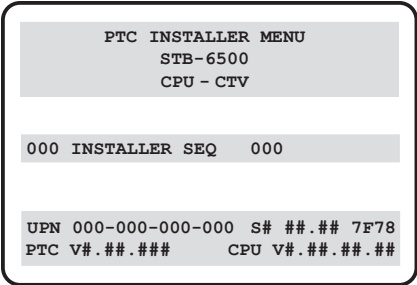 PTC INSTALLER MENU
STB-6500
CPU – CTV
000 INSTALLER SEQ 000
UPN 000-000-000-000 S# ##.## 7F78
PTC V#.##.### CPU V#.##.##.##